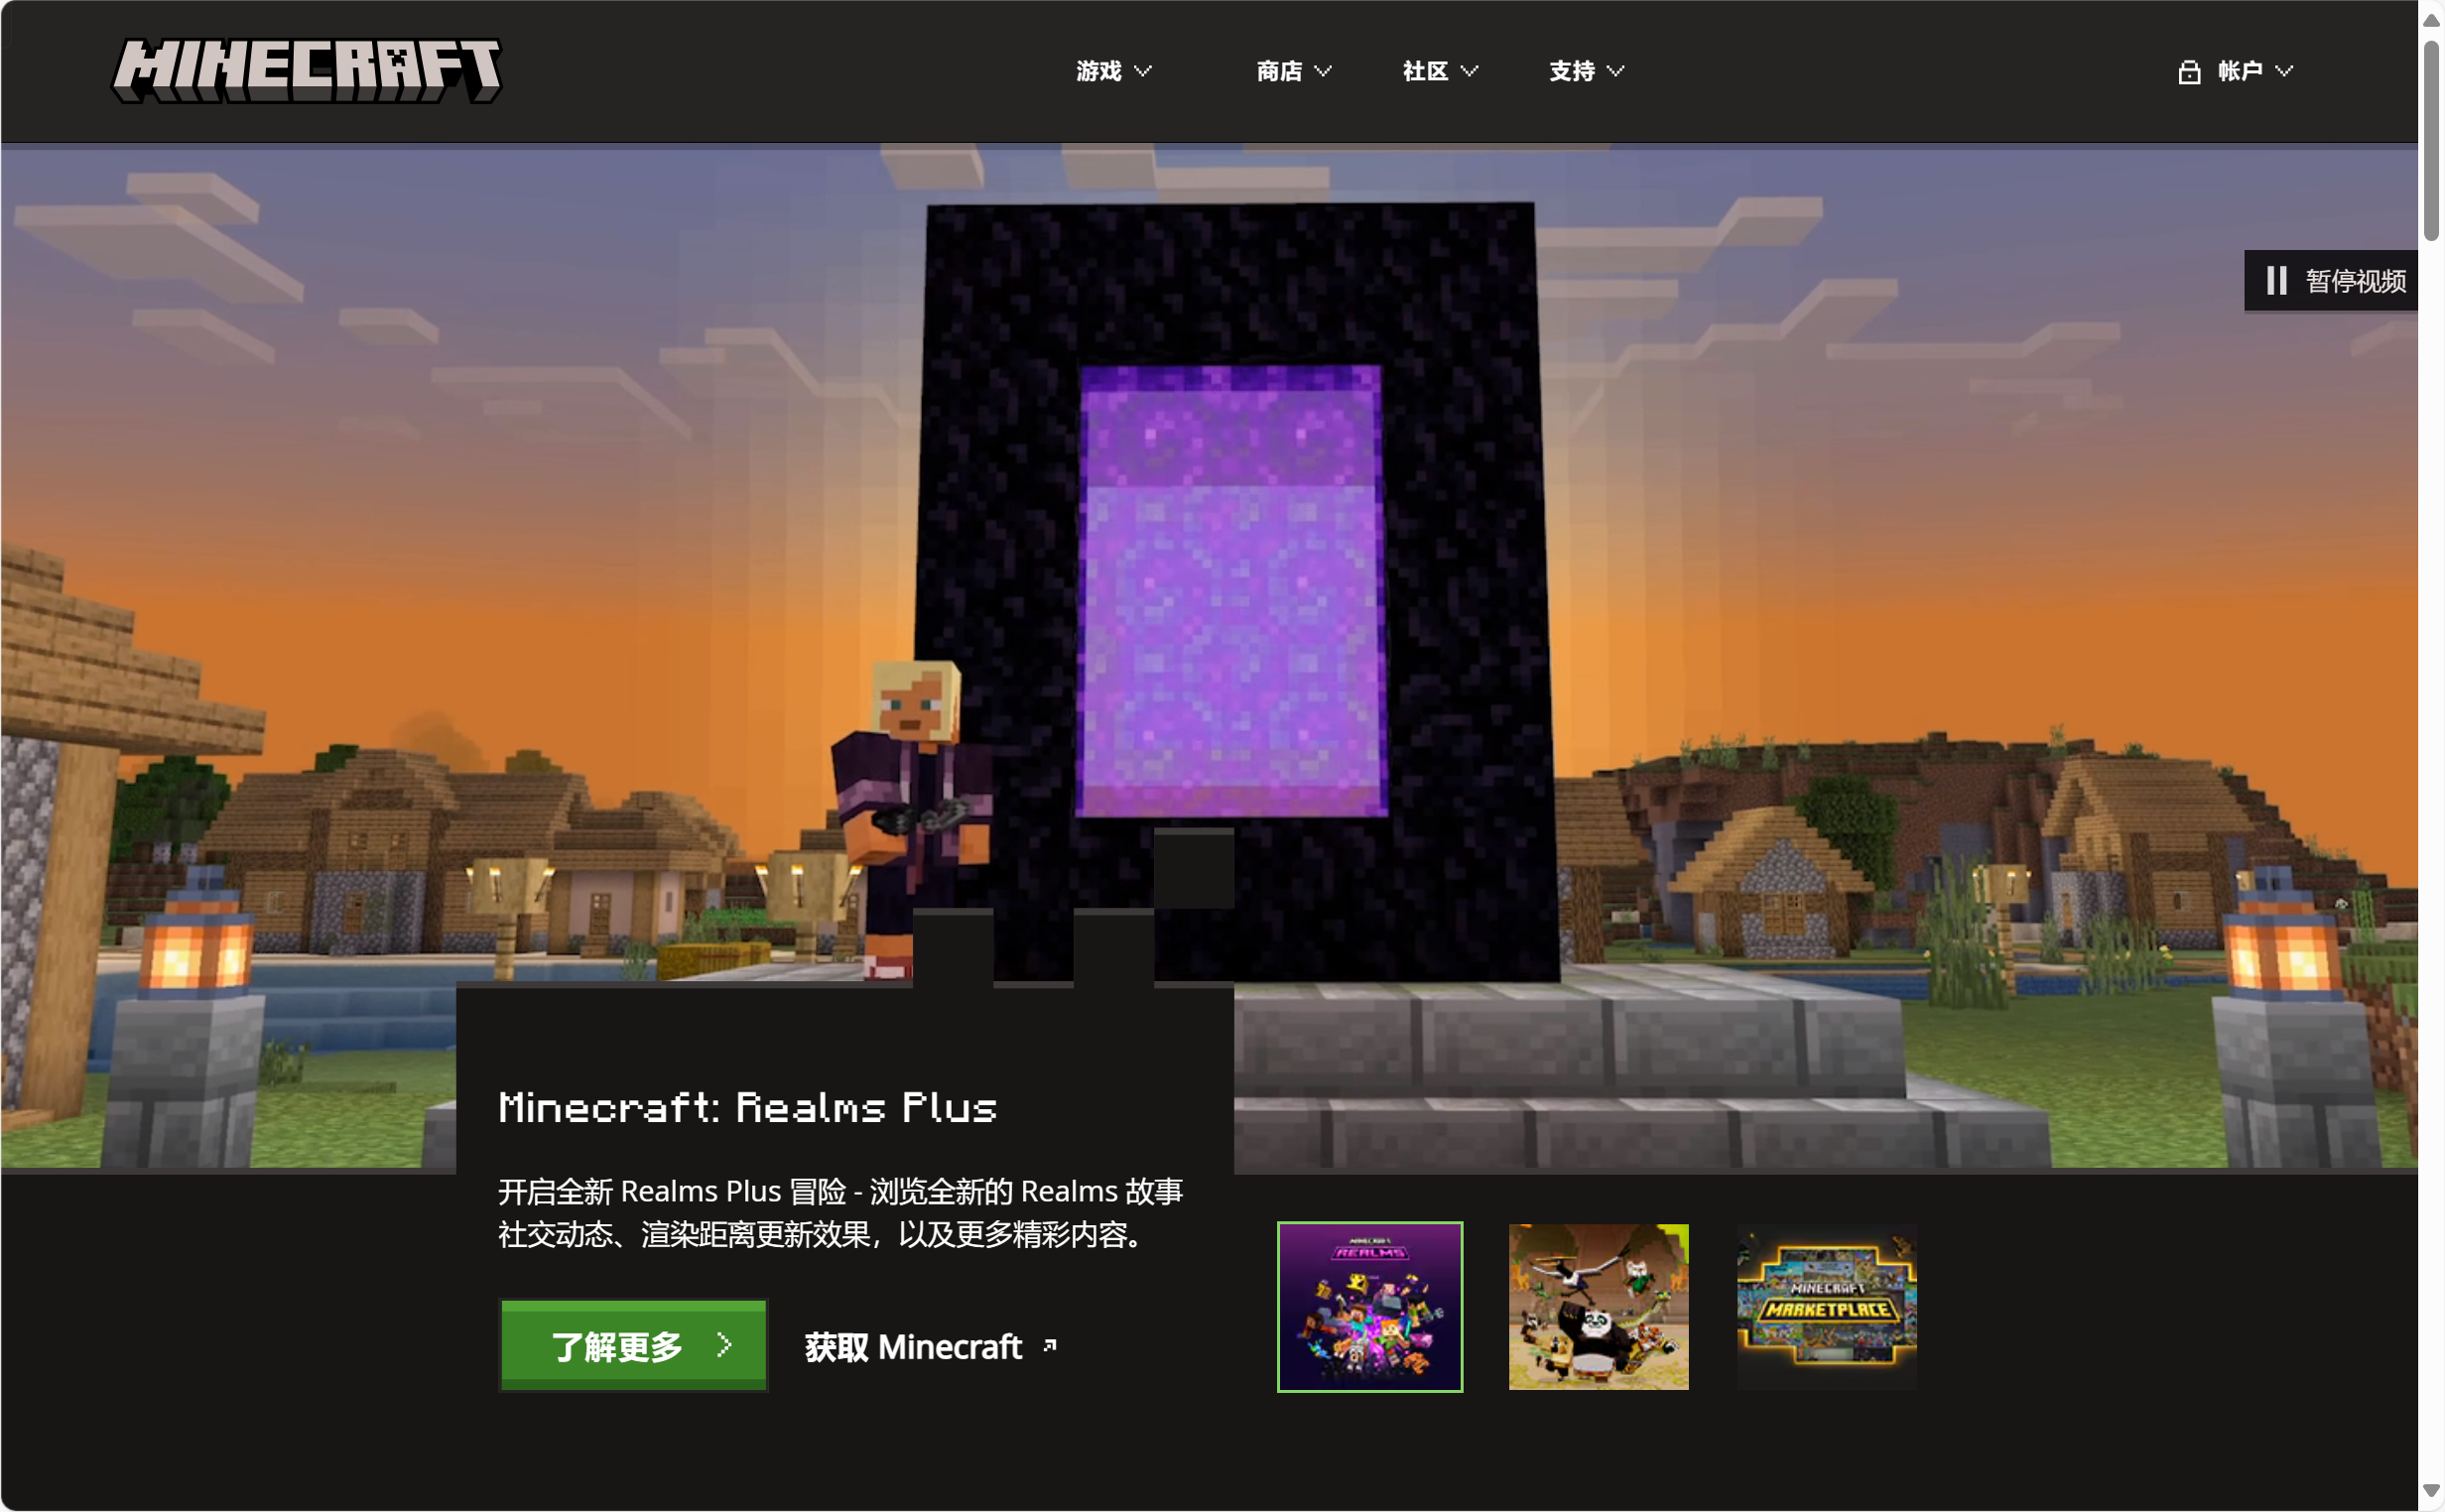 MINECRAFT
游戏
商店
社区
支持
帐户
暂停视频
Minecraft: Realms Plus
开启全新 Realms Plus 冒险 - 浏览全新的 Realms 故事
社交动态、渲染距离更新效果，以及更多精彩内容。
了解更多
获取 Minecraft
MINECRAFT
REALMS
MINECRAFT
MARKETPLACE